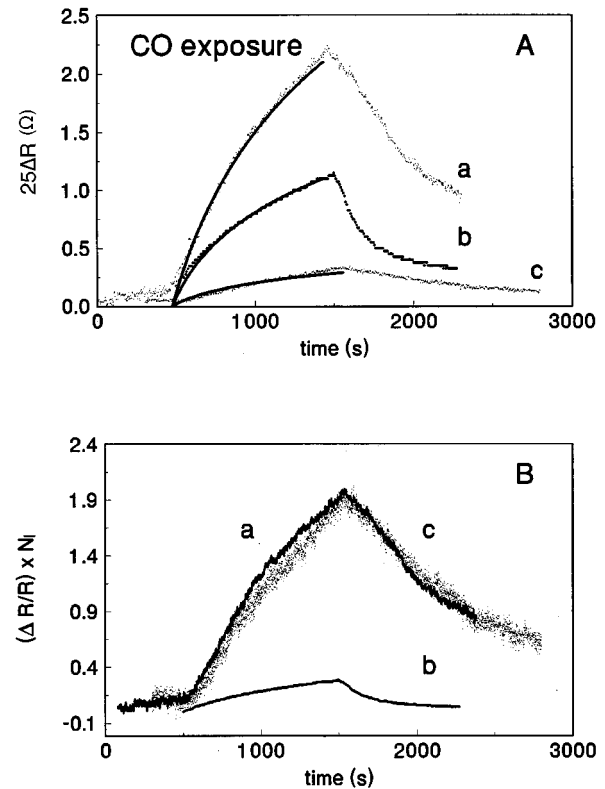 CO exposure
A
25ΔR (Ω)
2.5
2.0
1.5
1.0
0.5
0.0
a
b
c
0
1000
2000
3000
time (s)
B
(Δ R/R) x Nl
2.4
1.9
1.4
0.9
0.4
-0.1
a
c
b
0
1000
2000
3000
time (s)